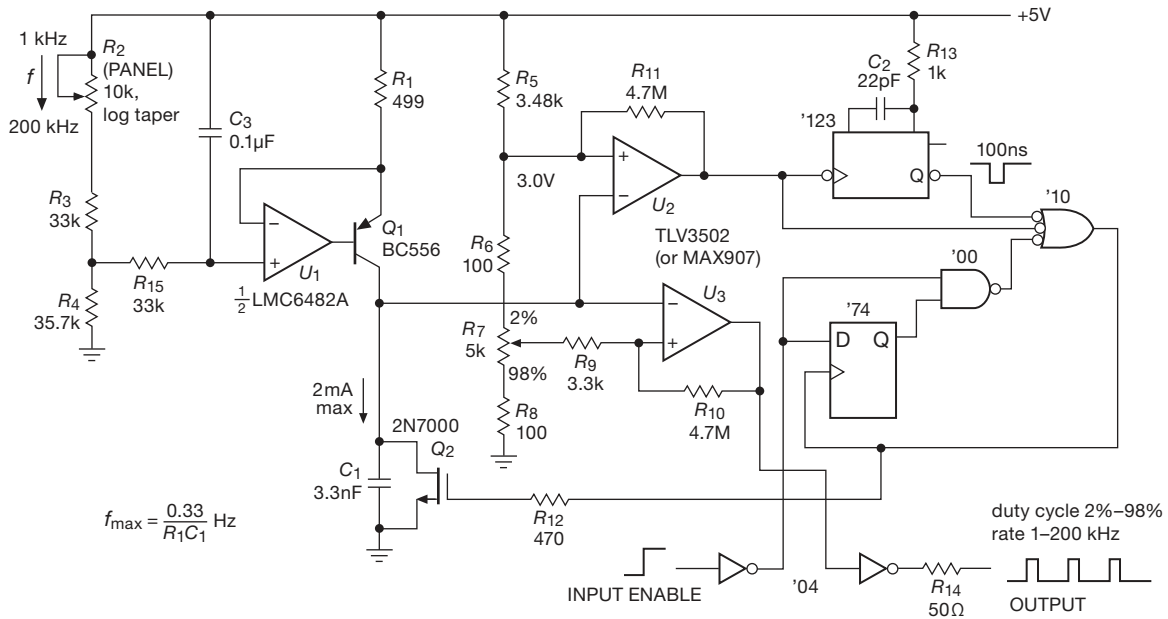 +5V
1 kHz
f
200 kHz
R2
(PANEL)
10k,
log taper
C3
0.1µF
R1
499
R5
3.48k
R11
4.7M
C2
22pF
R13
1k
'123
Q
100ns
3.0V
+
−
U2
TLV3502
(or MAX907)
R3
33k
R4
35.7k
R15
33k
−
+
U1
½LMC6482A
Q1
BC556
R6
100
R7
5k
2%
98%
R8
100
R9
3.3k
−
+
U3
R10
4.7M
'10
'00
'74
D Q
2mA
max
2N7000
Q2
C1
3.3nF
R12
470
fmax = 0.33/R1C1 Hz
INPUT ENABLE
'04
R14
50Ω
duty cycle 2%–98%
rate 1–200 kHz
OUTPUT